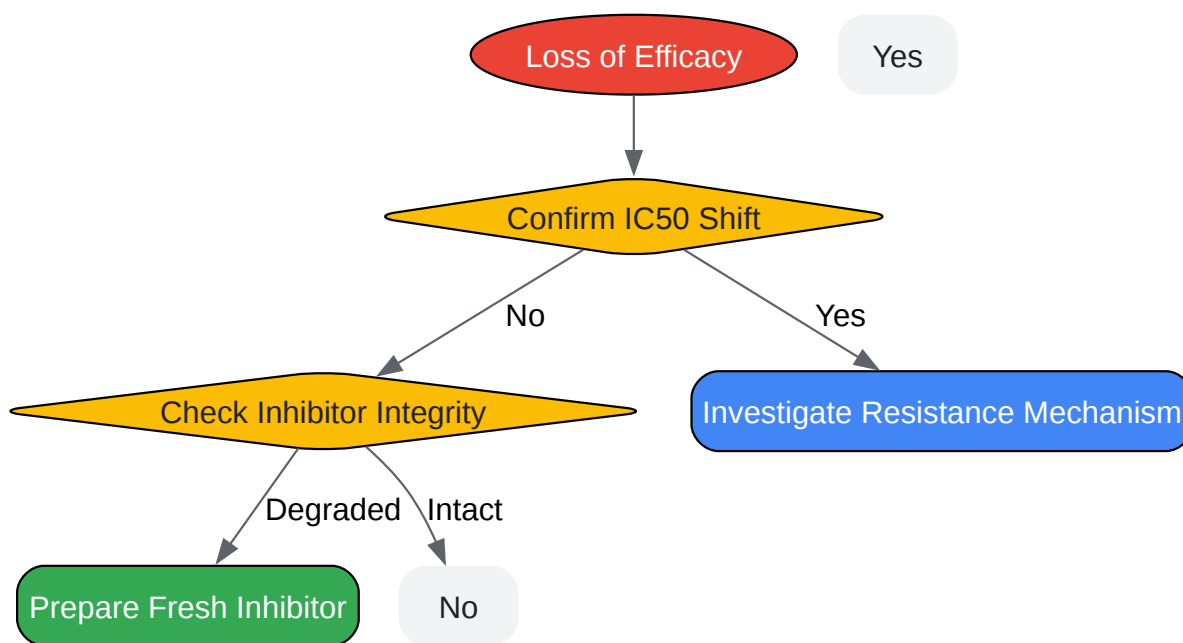 Loss of Efficacy
Yes
Confirm IC50 Shift
No
Yes
Check Inhibitor Integrity
Investigate Resistance Mechanism
Degraded
Intact
Prepare Fresh Inhibitor
No